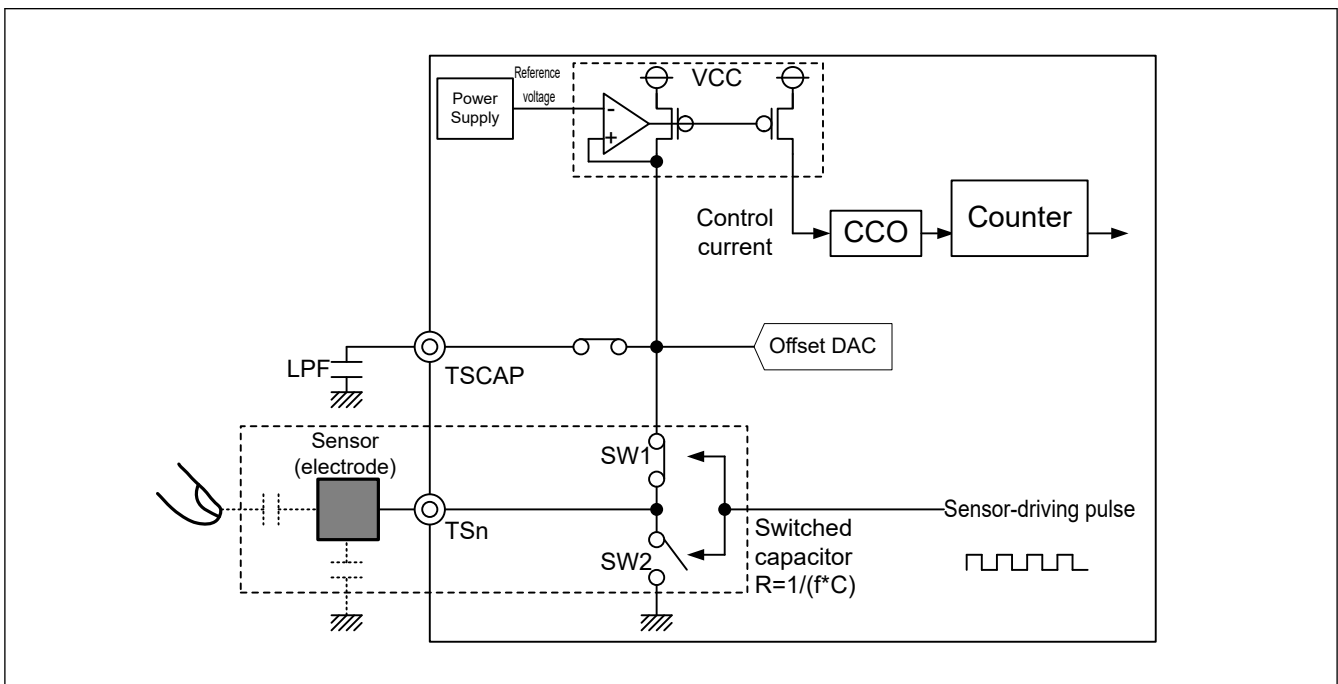 Reference
voltage
VCC
Power
Supply
-
+
Control
current
CCO
Counter
LPF
TSCAP
Offset DAC
Sensor
(electrode)
SW1
TSn
Sensor-driving pulse
SW2
Switched
capacitor
R=1/(f*C)